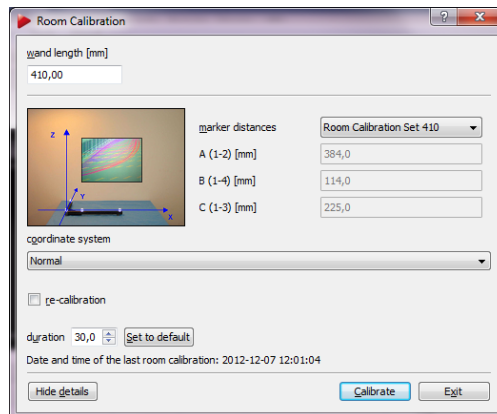 Room Calibration
wand length [mm]
410,00
Z
Y
X
marker distances Room Calibration Set 410
A (1-2) [mm] 384,0
B (1-4) [mm] 114,0
C (1-3) [mm] 225,0
coordinate system
Normal
re-calibration
duration 30,0 Set to default
Date and time of the last room calibration: 2012-12-07 12:01:04
Hide details Calibrate Exit